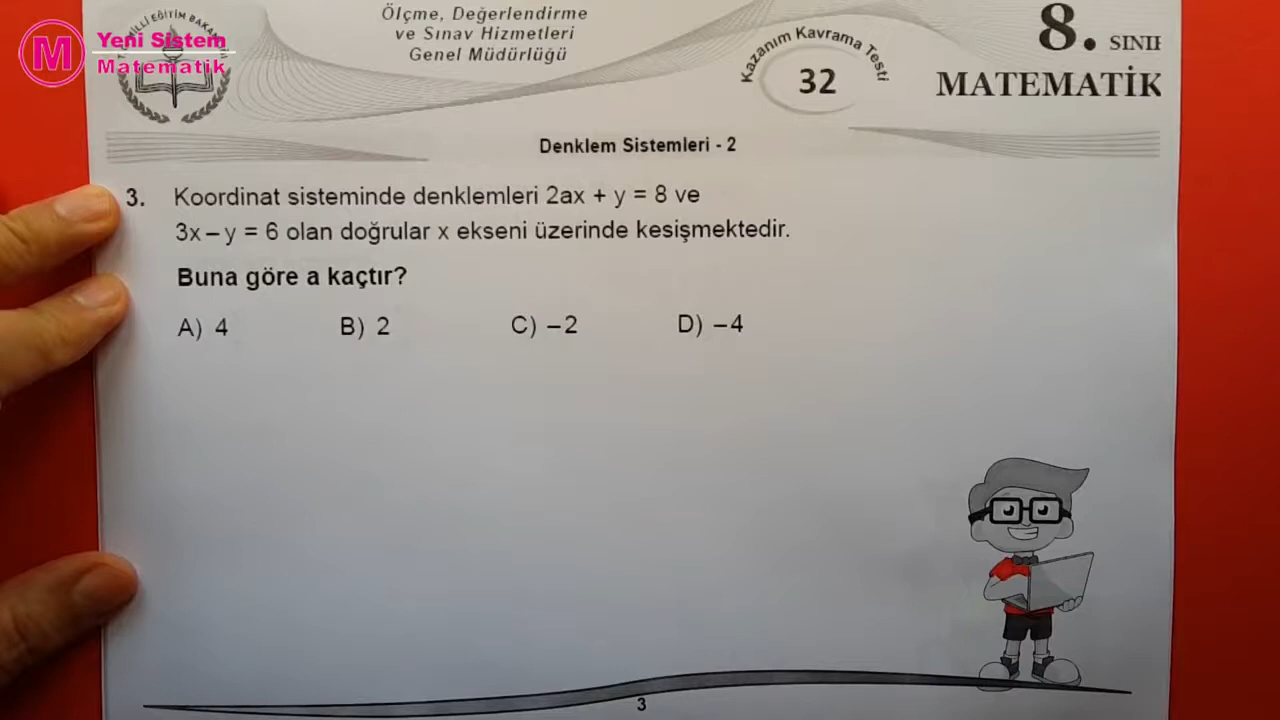 Yeni Sistem
Matematik
M
Ölçme, Değerlendirme
ve Sınav Hizmetleri
Genel Müdürlüğü
Kazanım Kavrama Testi
32
8. SINIF
MATEMATİK
Denklem Sistemleri - 2
3. Koordinat sisteminde denklemleri 2ax + y = 8 ve
3x – y = 6 olan doğrular x ekseni üzerinde kesişmektedir.
Buna göre a kaçtır?
A) 4 B) 2 C) –2 D) –4
3